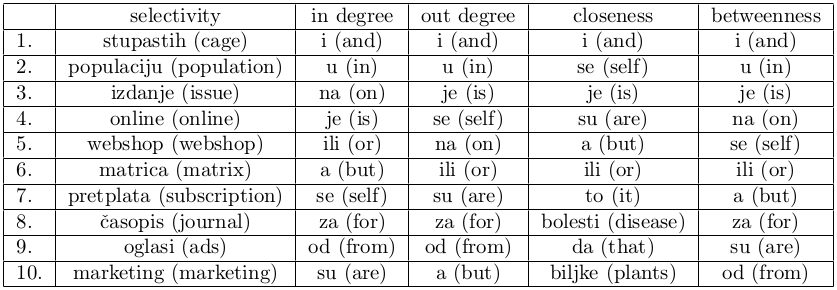 selectivity in degree out degree closeness betweenness
1. stupastih (cage) i (and) i (and) i (and) i (and)
2. populaciju (population) u (in) u (in) se (self) u (in)
3. izdanje (issue) na (on) je (is) je (is) je (is)
4. online (online) je (is) se (self) su (are) na (on)
5. webshop (webshop) ili (or) na (on) a (but) se (self)
6. matrica (matrix) a (but) ili (or) ili (or) ili (or)
7. pretplata (subscription) se (self) su (are) to (it) a (but)
8. časopis (journal) za (for) za (for) bolesti (disease) za (for)
9. oglasi (ads) od (from) od (from) da (that) su (are)
10. marketing (marketing) su (are) a (but) biljke (plants) od (from)